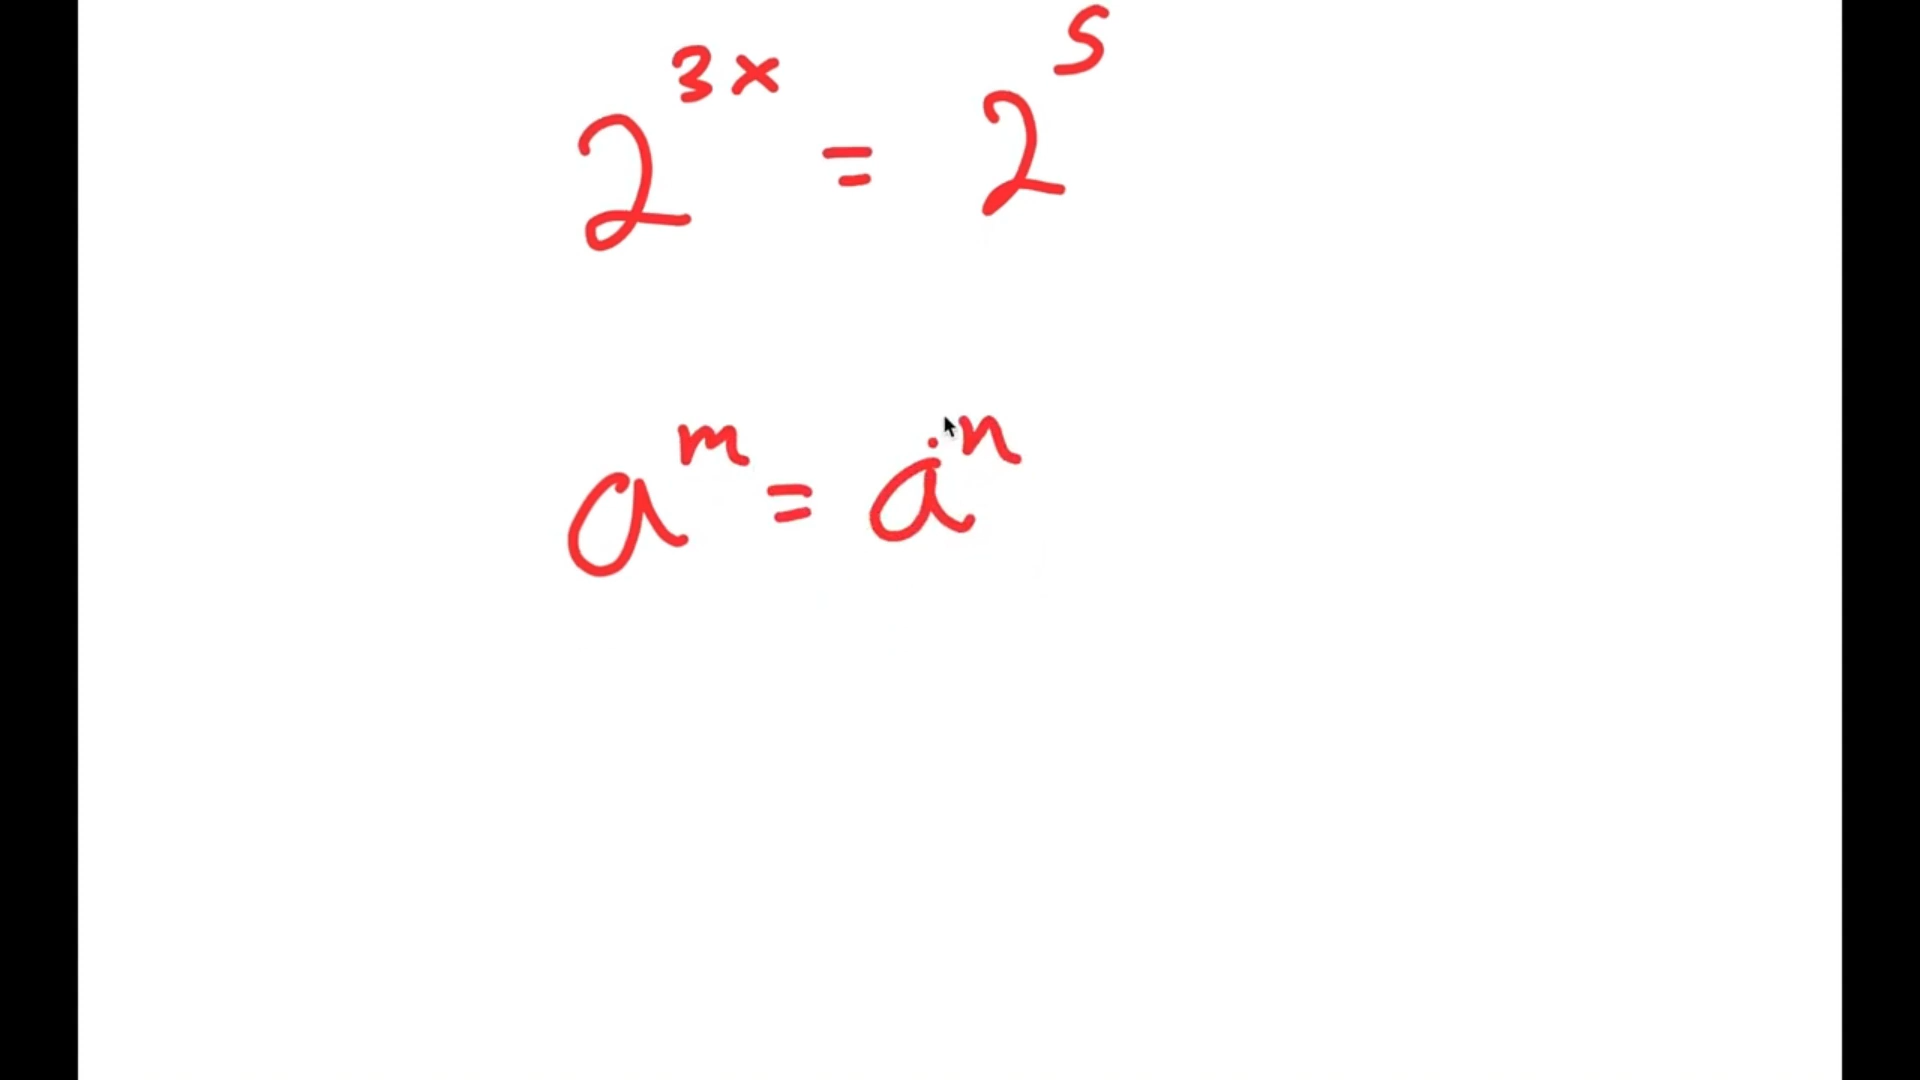 2^{3x} = 2^5
a^m = a^n